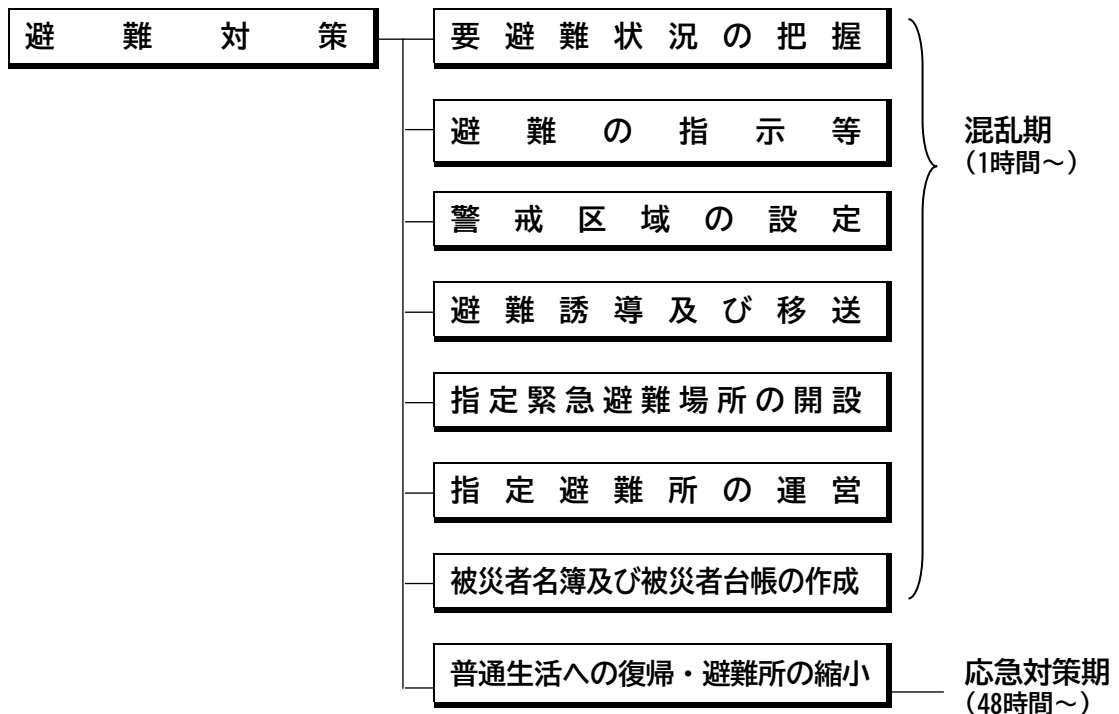 避難対策
要避難状況の把握
避難の指示等
混乱期
（1時間～）
警戒区域の設定
避難誘導及び移送
指定緊急避難場所の開設
指定避難所の運営
被災者名簿及び被災者台帳の作成
普通生活への復帰・避難所の縮小
応急対策期
（48時間～）